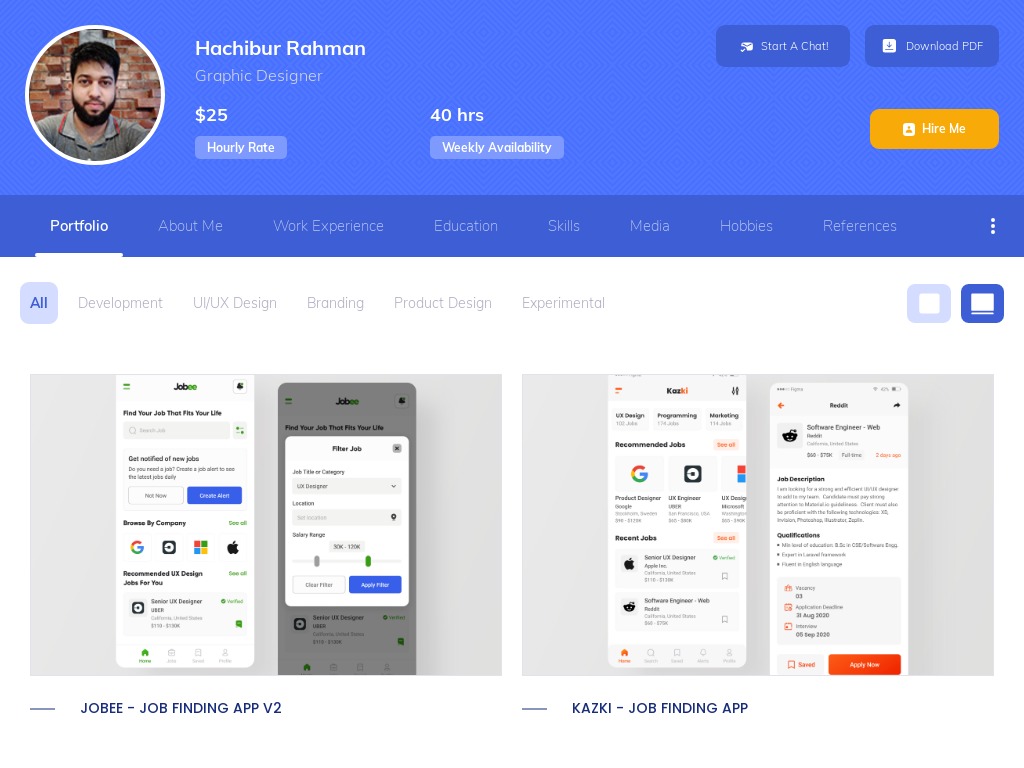 Hachibur Rahman
Graphic Designer
$25
40 hrs
Hourly Rate
Weekly Availability
Start A Chat!
Download PDF
Hire Me
Portfolio About Me Work Experience Education Skills Media Hobbies References
All Development UI/UX Design Branding Product Design Experimental
Jobee
Find Your Job That Fits Your Life
Search Job
Get notified of new jobs
Do you need a job? Create a job alert to see
the latest jobs daily
Not Now Create Alert
Browse By Company See all
Recommended UX Design See all
Jobs For You
Senior UX Designer Verified
UBER
California, United States
$110 - $130K
Home Jobs Saved Profile
Jobee
Find Your Job That Fits Your Life
Filter Job
Job Title or Category
UX Designer
Location
Set location
Salary Range
30K - 120K
Clear Filter Apply Filter
Senior UX Designer Verified
UBER
California, United States
$110 - $130K
Kazki
UX Design Programming Marketing
102 Jobs 174 Jobs 114 Jobs
Recommended Jobs See all
Product Designer UX Engineer UX Desig
Google UBER Microsoft
Stockholm, Sweden San Francisco, USA Washington
$60 - $80K
Recent Jobs See all
Senior UX Designer Verified
Apple Inc.
California, United States
$110 - $130K
Software Engineer - Web
Reddit
California, United States
$60 - $75K
Home Search Saved Alerts Profile
Figma
Reddit
Software Engineer - Web
Reddit
California, United States
$60 - $75K Full time 2 days ago
Job Description
I am looking for a strong and efficient UI/UX designer
to add to my team. Candidate must pay strong
attention to Material.io guidelines. Client must also
be proficient with the following technologies: XD,
Invision, Photoshop, Illustrator, Zeplin.
Qualifications
Min level of education: B.Sc in CSE/Software Engg.
Expert in Laravel framework
Fluent in English language
Vacancy
03
Application Deadline
31 Aug 2020
Interview
05 Sep 2020
Saved Apply Now
JOBEE - JOB FINDING APP V2
KAZKI - JOB FINDING APP